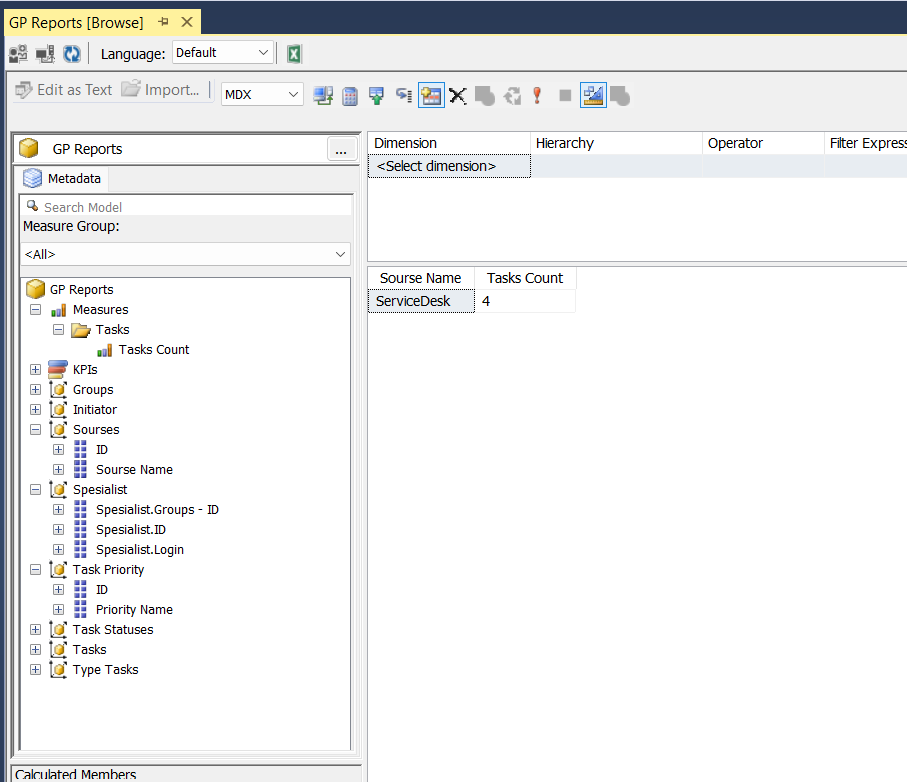 GP Reports [Browse]
Language: Default
Edit as Text Import... MDX
GP Reports ...
Metadata
Search Model
Measure Group:
<All>
GP Reports
Measures
Tasks
Tasks Count
KPIs
Groups
Initiator
Sourses
ID
Sourse Name
Spesialist
Spesialist.Groups - ID
Spesialist.ID
Spesialist.Login
Task Priority
ID
Priority Name
Task Statuses
Tasks
Type Tasks
Calculated Members
Dimension Hierarchy Operator Filter Express
<Select dimension>
Sourse Name Tasks Count
ServiceDesk 4